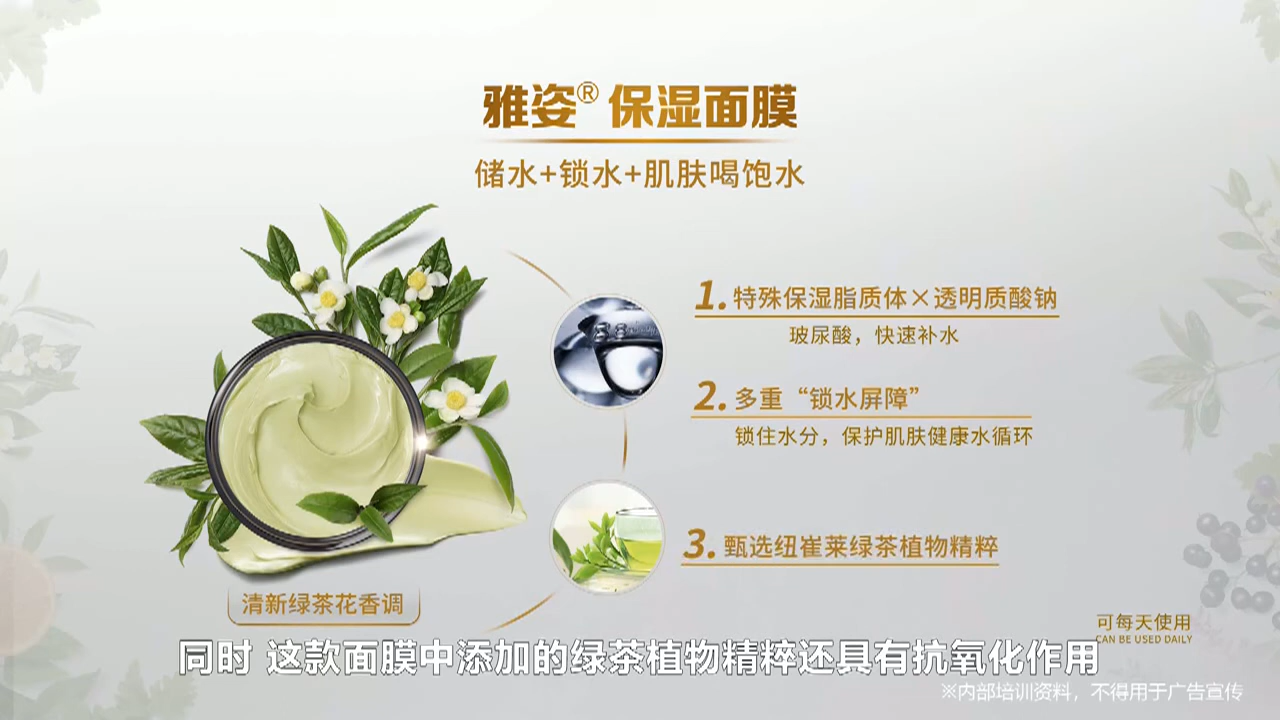 雅姿® 保湿面膜
储水+锁水+肌肤喝饱水
1.特殊保湿脂质体×透明质酸钠
玻尿酸，快速补水
2.多重“锁水屏障”
锁住水分，保护肌肤健康水循环
3.甄选纽崔莱绿茶植物精粹
清新绿茶花香调
可每天使用
CAN BE USED DAILY
同时 这款面膜中添加的绿茶植物精粹还具有抗氧化作用
※内部培训资料，不得用于广告宣传